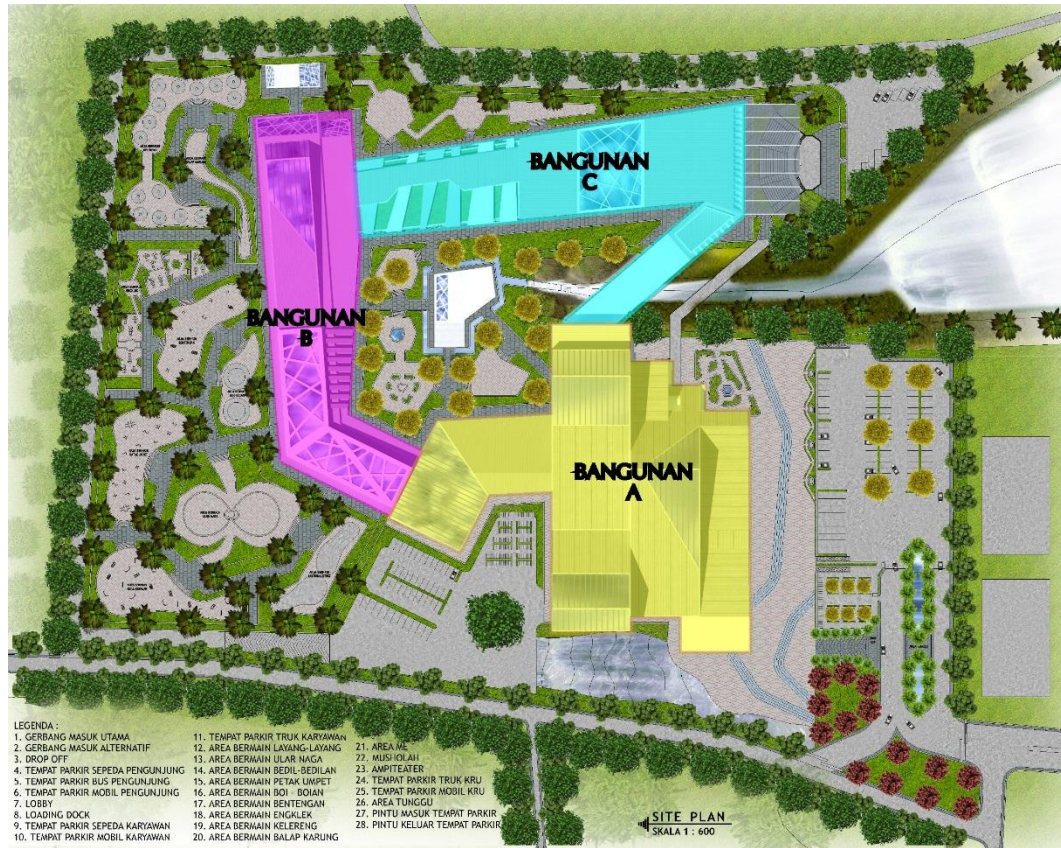 BANGUNAN
C
BANGUNAN
B
BANGUNAN
A
LEGENDA :
1. GERBANG MASUK UTAMA
2. GERBANG MASUK ALTERNATIF
3. DROP OFF
4. TEMPAT PARKIR SEPEDA PENGUNJUNG
5. TEMPAT PARKIR BUS PENGUNJUNG
6. TEMPAT PARKIR MOBIL PENGUNJUNG
7. LOBBY
8. LOADING DOCK
9. TEMPAT PARKIR SEPEDA KARYAWAN
10. TEMPAT PARKIR MOBIL KARYAWAN
11. TEMPAT PARKIR TRUK KARYAWAN
12. AREA BERMAIN LAYANG-LAYANG
13. AREA BERMAIN ULAR NAGA
14. AREA BERMAIN BEDIL-BEDILAN
15. AREA BERMAIN PETAK UMPET
16. AREA BERMAIN BOI - BOIAN
17. AREA BERMAIN BENTENGAN
18. AREA BERMAIN ENGKLEK
19. AREA BERMAIN KELERENG
20. AREA BERMAIN BALAP KARUNG
21. AREA ME
22. MUSHOLAH
23. AMPITEATER
24. TEMPAT PARKIR TRUK KRU
25. TEMPAT PARKIR MOBIL KRU
26. AREA TUNGGU
27. PINTU MASUK TEMPAT PARKIR
28. PINTU KELUAR TEMPAT PARKIR
SITE PLAN
SKALA 1 : 600